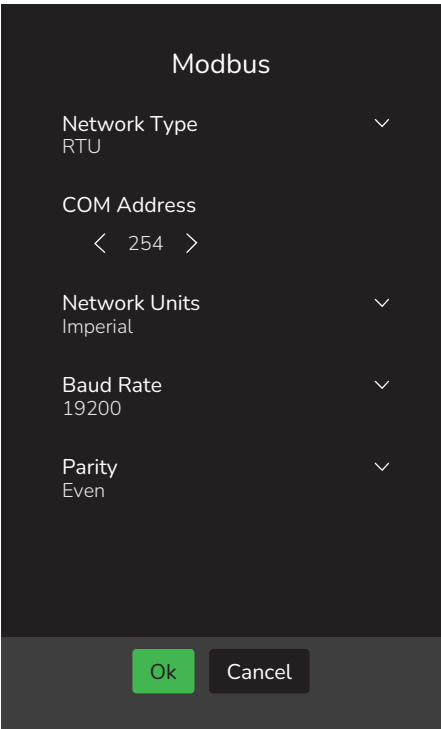 Modbus
Network Type
RTU
COM Address
254
Network Units
Imperial
Baud Rate
19200
Parity
Even
Ok Cancel